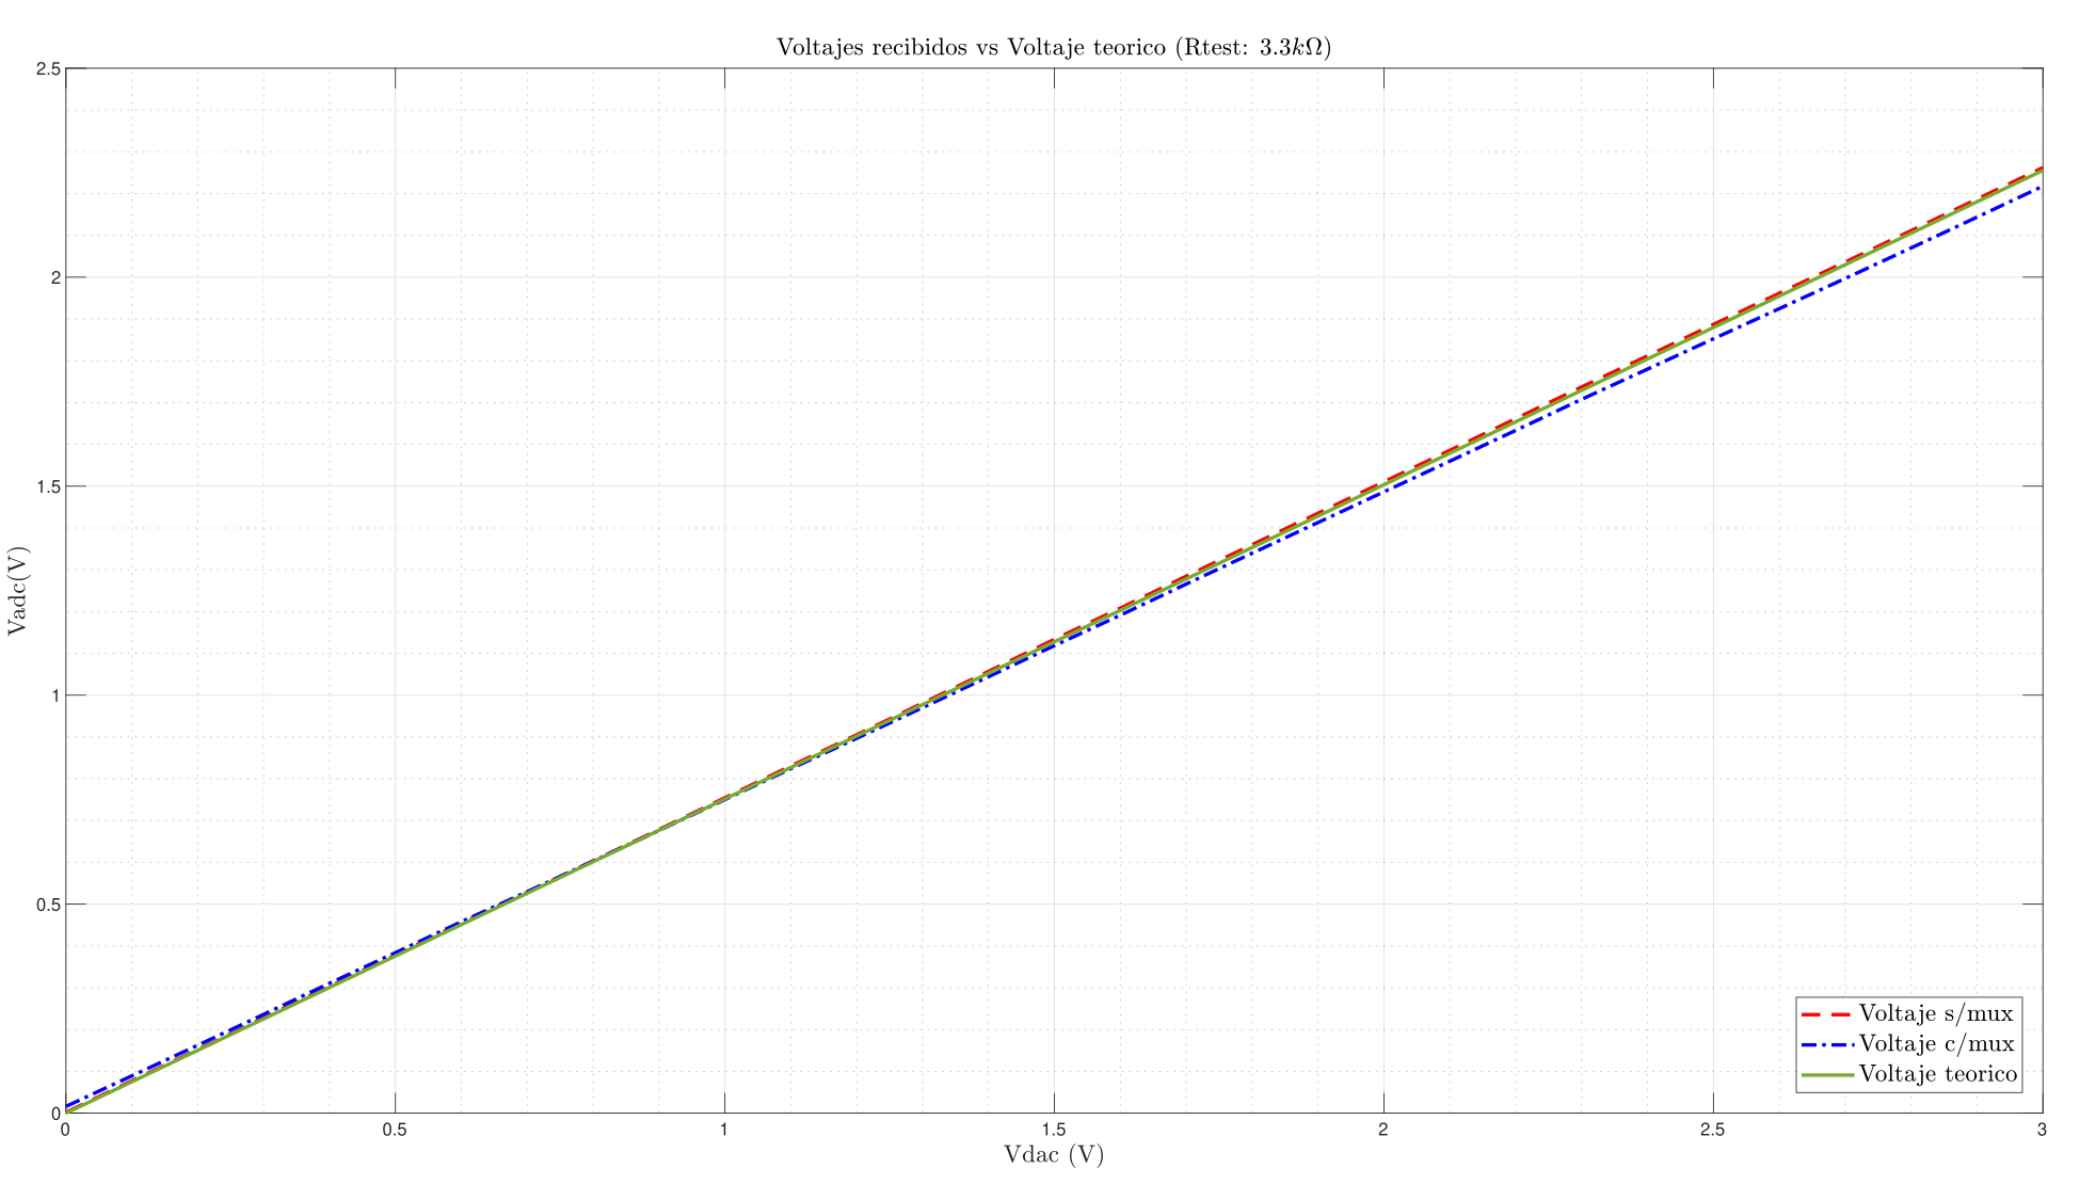 Voltajes recibidos vs Voltaje teorico (Rtest: 3.3kΩ)
2.5
2
1.5
1
0.5
0
Vadc(V)
0 0.5 1 1.5 2 2.5 3
Vdac (V)
Voltaje s/mux
Voltaje c/mux
Voltaje teorico